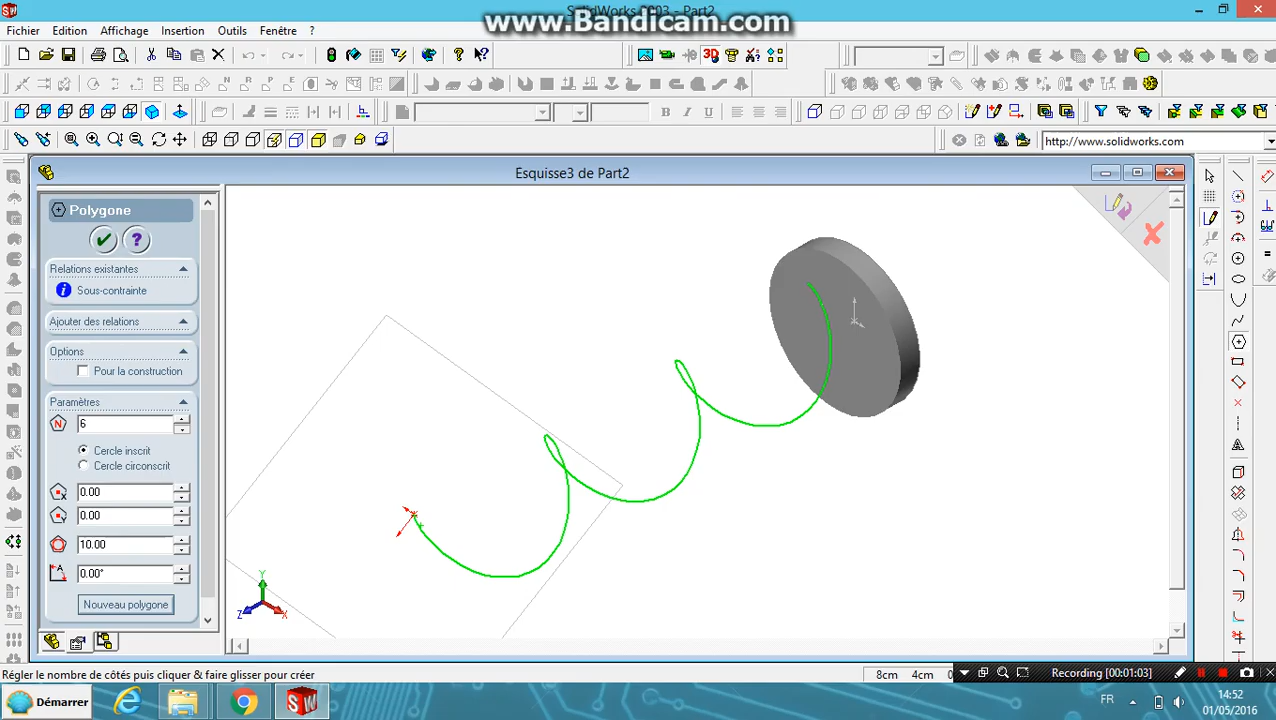 SolidWorks 2003 - Part2
www.Bandicam.com
Fichier Edition Affichage Insertion Outils Fenêtre ?
3D
B I U
http://www.solidworks.com
Esquisse3 de Part2
Polygone
Relations existantes
Sous-contrainte
Ajouter des relations
Options
Pour la construction
Paramètres
6
Cercle inscrit
Cercle circonscrit
0.00
0.00
10.00
0.00°
Nouveau polygone
Y
Z X
Régler le nombre de côtés puis cliquer & faire glisser pour créer
8cm 4cm 0
Recording [00:01:03]
Démarrer
FR
14:52
01/05/2016